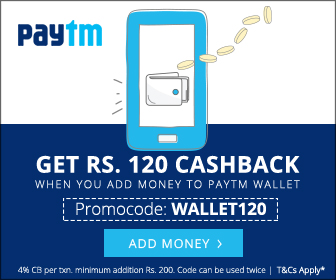 paytm
GET RS. 120 CASHBACK
WHEN YOU ADD MONEY TO PAYTM WALLET
Promocode: WALLET120
ADD MONEY >
4% CB per txn. minimum addition Rs. 200. Code can be used twice | T&Cs Apply*